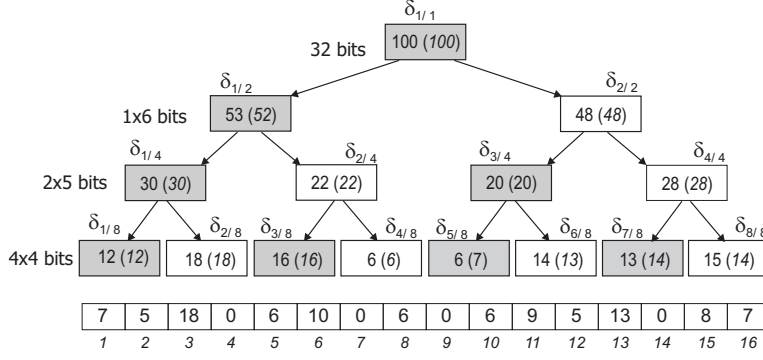 δ1/1
32 bits
100 (100)
δ1/2
δ2/2
1x6 bits
53 (52)
48 (48)
δ1/4
δ2/4
δ3/4
δ4/4
2x5 bits
30 (30)
22 (22)
20 (20)
28 (28)
δ1/8
δ2/8
δ3/8
δ4/8
δ5/8
δ6/8
δ7/8
δ8/8
4x4 bits
12 (12)
18 (18)
16 (16)
6 (6)
6 (7)
14 (13)
13 (14)
15 (14)
7 5 18 0 6 10 0 6 0 6 9 5 13 0 8 7
1 2 3 4 5 6 7 8 9 10 11 12 13 14 15 16